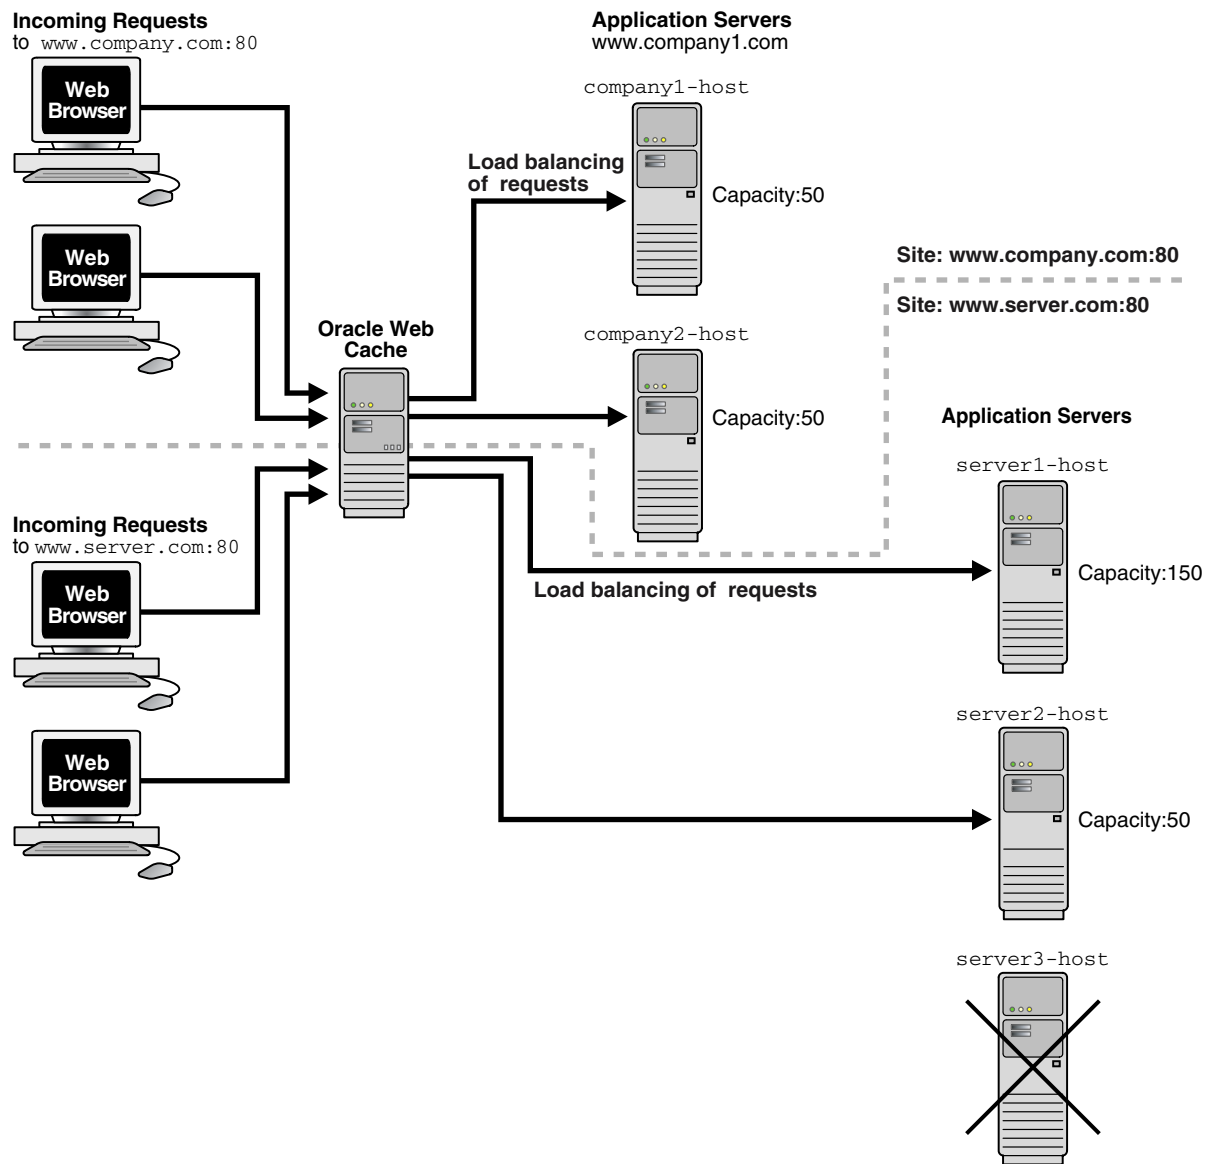 Incoming Requests
to www.company.com:80
Web
Browser
Web
Browser
Application Servers
www.company1.com
company1-host
Load balancing
of requests
Capacity:50
Site: www.company.com:80
Site: www.server.com:80
Oracle Web
Cache
company2-host
Capacity:50
Incoming Requests
to www.server.com:80
Web
Browser
Web
Browser
Load balancing of requests
Application Servers
server1-host
Capacity:150
server2-host
Capacity:50
server3-host